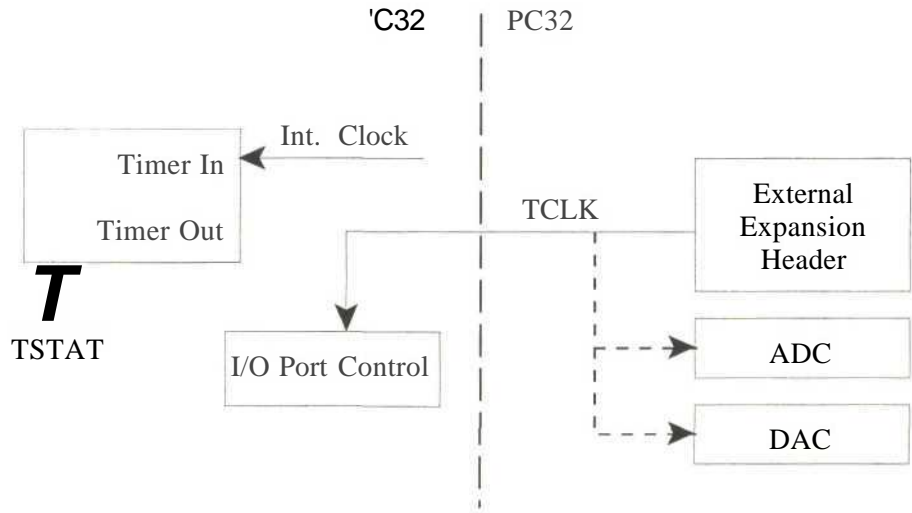 'C32
PC32
Int. Clock
Timer In
Timer Out
TCLK
External
Expansion
Header
T
TSTAT
I/O Port Control
ADC
DAC